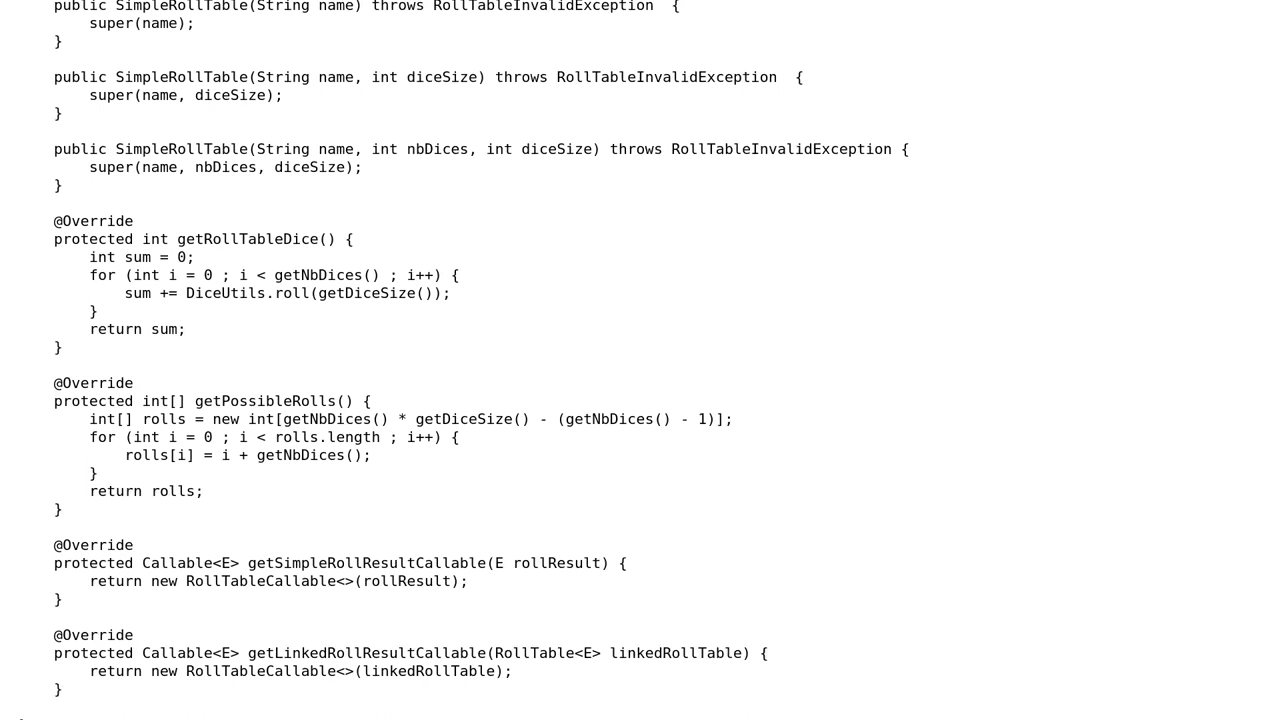 public SimpleRollTable(String name) throws RollTableInvalidException  {
        super(name);
    }

    public SimpleRollTable(String name, int diceSize) throws RollTableInvalidException  {
        super(name, diceSize);
    }

    public SimpleRollTable(String name, int nbDices, int diceSize) throws RollTableInvalidException {
        super(name, nbDices, diceSize);
    }

    @Override
    protected int getRollTableDice() {
        int sum = 0;
        for (int i = 0 ; i < getNbDices() ; i++) {
            sum += DiceUtils.roll(getDiceSize());
        }
        return sum;
    }

    @Override
    protected int[] getPossibleRolls() {
        int[] rolls = new int[getNbDices() * getDiceSize() - (getNbDices() - 1)];
        for (int i = 0 ; i < rolls.length ; i++) {
            rolls[i] = i + getNbDices();
        }
        return rolls;
    }

    @Override
    protected Callable<E> getSimpleRollResultCallable(E rollResult) {
        return new RollTableCallable<>(rollResult);
    }

    @Override
    protected Callable<E> getLinkedRollResultCallable(RollTable<E> linkedRollTable) {
        return new RollTableCallable<>(linkedRollTable);
    }